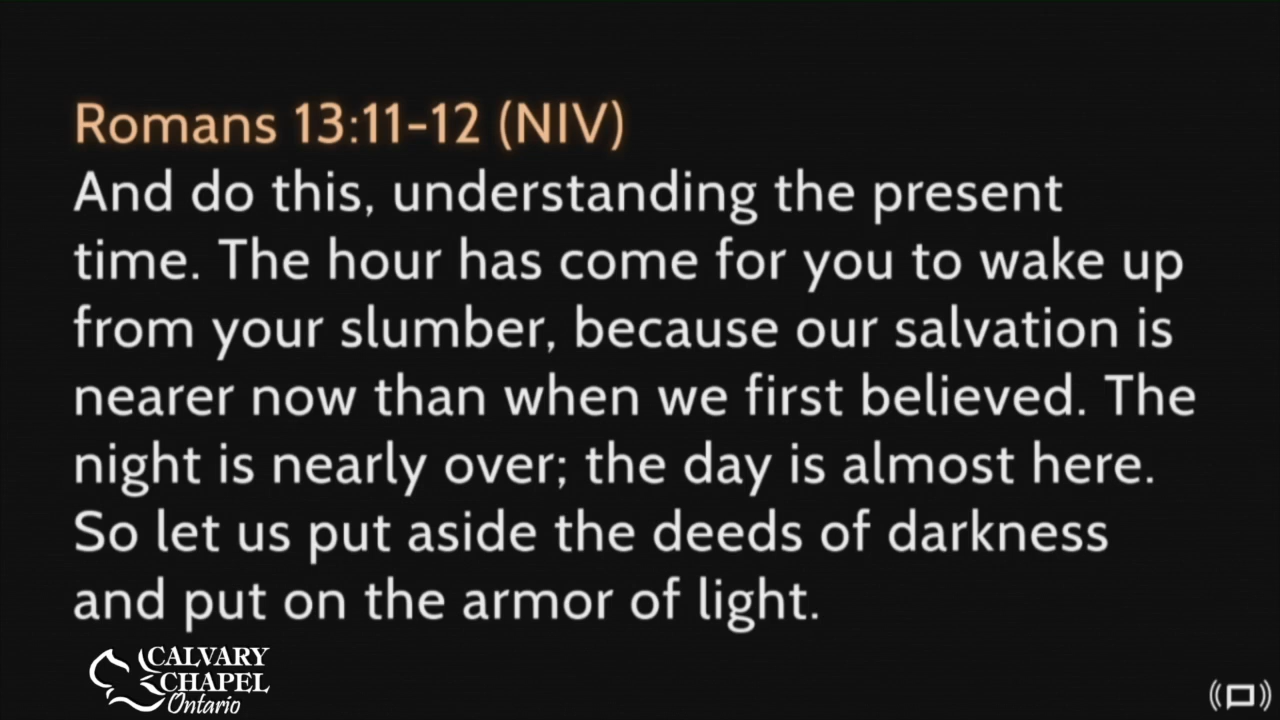 Romans 13:11-12 (NIV)
And do this, understanding the present
time. The hour has come for you to wake up
from your slumber, because our salvation is
nearer now than when we first believed. The
night is nearly over; the day is almost here.
So let us put aside the deeds of darkness
and put on the armor of light.
CALVARY
CHAPEL
Ontario